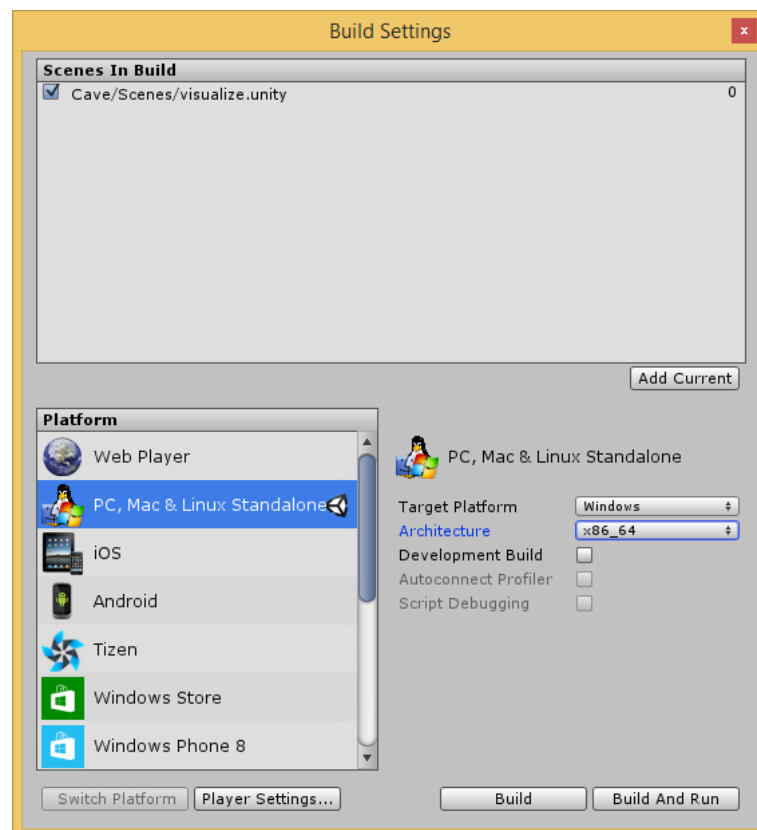 Build Settings
x
Scenes In Build
Cave/Scenes/visualize.unity 0
Add Current
Platform
Web Player
PC, Mac & Linux Standalone
iOS
Android
Tizen
Windows Store
Windows Phone 8
PC, Mac & Linux Standalone
Target Platform Windows
Architecture x86_64
Development Build
Autoconnect Profiler
Script Debugging
Switch Platform Player Settings... Build Build And Run